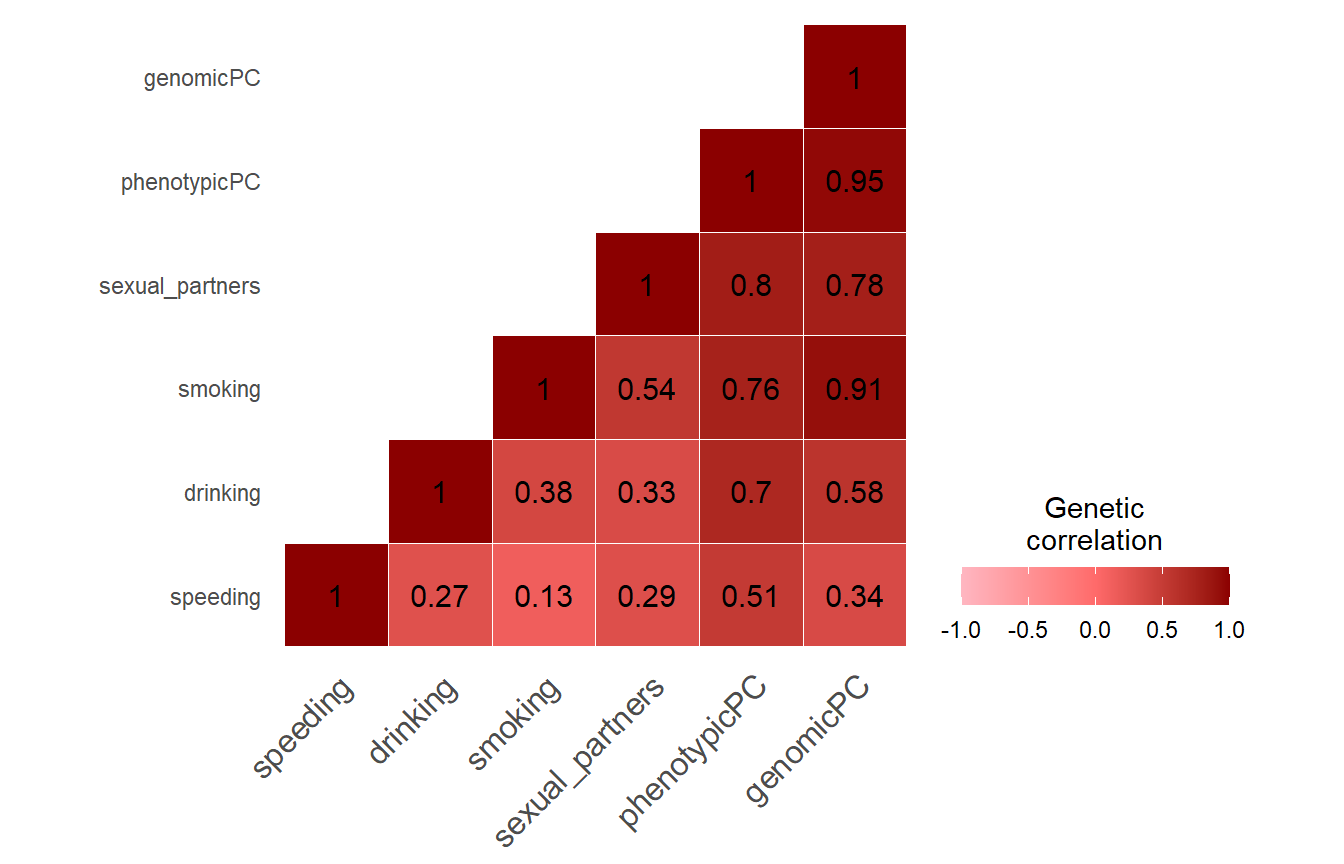 genomicPC 1
phenotypicPC 1 0.95
sexual_partners 1 0.8 0.78
smoking 1 0.54 0.76 0.91
drinking 1 0.38 0.33 0.7 0.58
speeding 1 0.27 0.13 0.29 0.51 0.34
speeding drinking smoking sexual_partners phenotypicPC genomicPC
Genetic
correlation
-1.0 -0.5 0.0 0.5 1.0